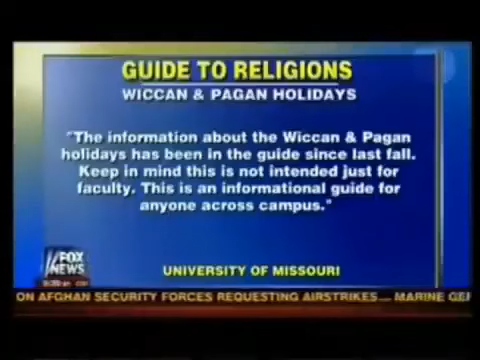 GUIDE TO RELIGIONS
WICCAN & PAGAN HOLIDAYS
"The information about the Wiccan & Pagan
holidays has been in the guide since last fall.
Keep in mind this is not intended just for
faculty. This is an informational guide for
anyone across campus."
UNIVERSITY OF MISSOURI
FOX
NEWS
ON AFGHAN SECURITY FORCES REQUESTING AIRSTRIKES... MARINE